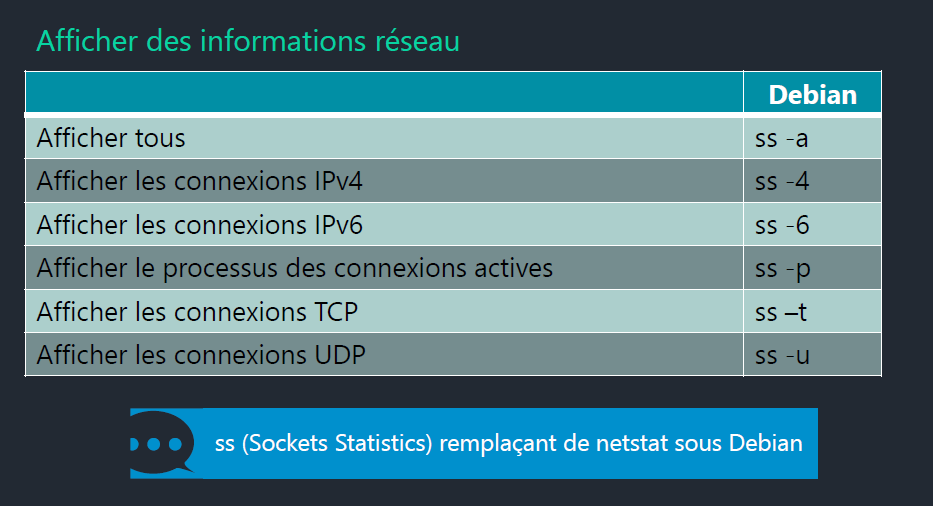 Afficher des informations réseau
Debian
Afficher tous ss -a
Afficher les connexions IPv4 ss -4
Afficher les connexions IPv6 ss -6
Afficher le processus des connexions actives ss -p
Afficher les connexions TCP ss –t
Afficher les connexions UDP ss -u
ss (Sockets Statistics) remplaçant de netstat sous Debian